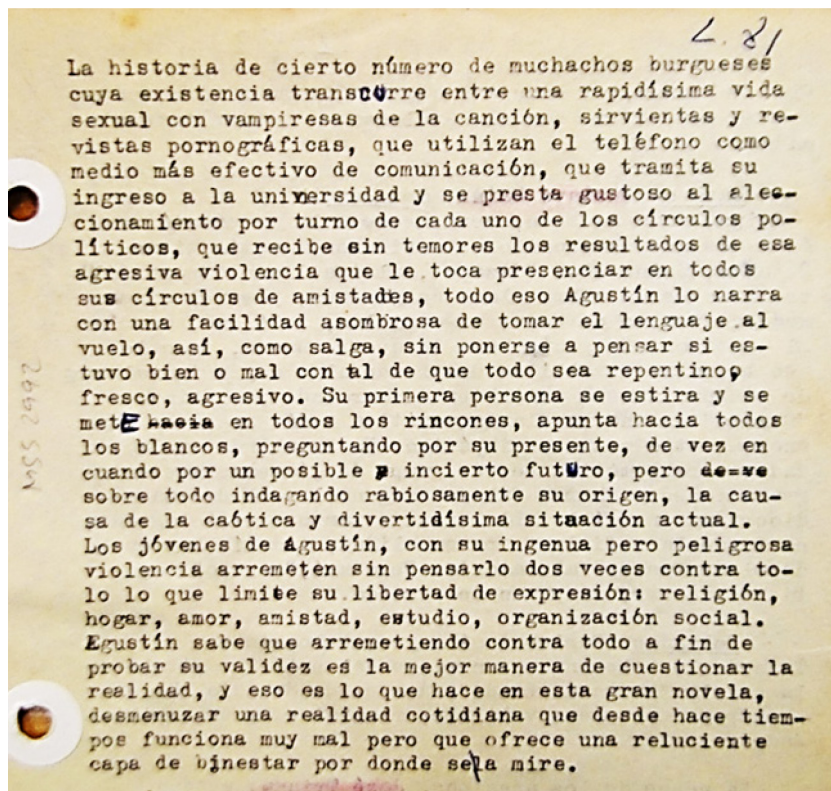 L. 81
La historia de cierto número de muchachos burgueses
cuya existencia transcurre entre una rapidísima vida
sexual con vampiresas de la canción, sirvientas y re-
vistas pornográficas, que utilizan el teléfono como
medio más efectivo de comunicación, que tramita su
ingreso a la universidad y se presta gustoso al alec-
cionamiento por turno de cada uno de los círculos po-
líticos, que recibe sin temores los resultados de esa
agresiva violencia que le toca presenciar en todos
sus círculos de amistades, todo eso Agustín lo narra
con una facilidad asombrosa de tomar el lenguaje al
vuelo, así, como salga, sin ponerse a pensar si es-
tuvo bien o mal con tal de que todo sea repentino,
fresco, agresivo. Su primera persona se estira y se
metE hacia en todos los rincones, apunta hacia todos
los blancos, preguntando por su presente, de vez en
cuando por un posible e incierto futuro, pero de=ve
sobre todo indagando rabiosamente su origen, la cau-
sa de la caótica y divertidísima sitaación actual.
Los jóvenes de Agustín, con su ingenua pero peligrosa
violencia arremeten sin pensarlo dos veces contra to-
lo lo que limite su libertad de expresión: religión,
hogar, amor, amistad, estudio, organización social.
Egustín sabe que arremetiendo contra todo a fin de
probar su validez es la mejor manera de cuestionar la
realidad, y eso es lo que hace en esta gran novela,
desmenuzar una realidad cotidiana que desde hace tiem-
pos funciona muy mal pero que ofrece una reluciente
capa de binestar por donde se la mire.
MSS 2992